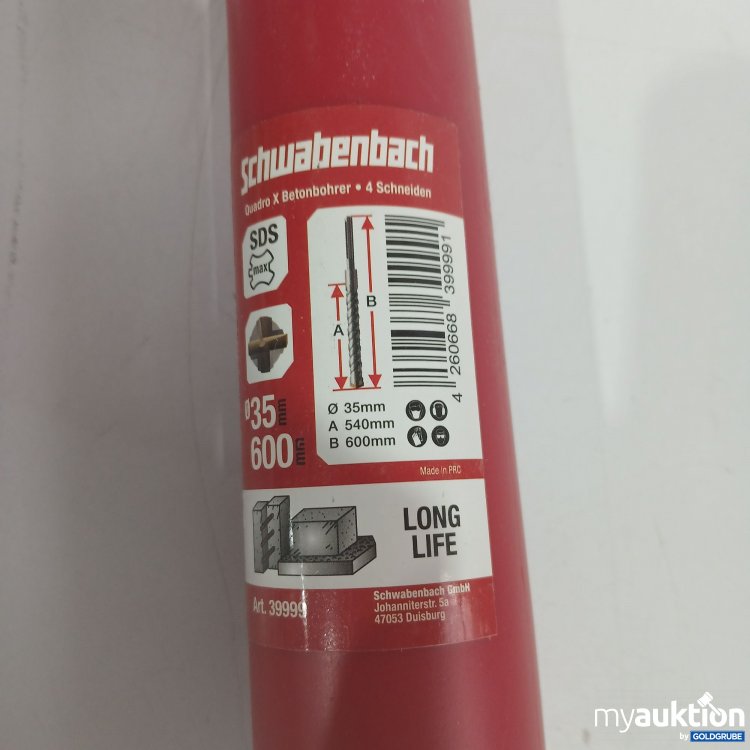 Schwabenbach
Quadro X Betonbohrer • 4 Schneiden
SDS
max
A
B
4 260668 399991
Ø35mm
600mm
Ø 35mm
A 540mm
B 600mm
Made in PRC
LONG
LIFE
Art. 39999
Schwabenbach GmbH
Johanniterstr. 5a
47053 Duisburg
myauktion
by GOLDGRUBE